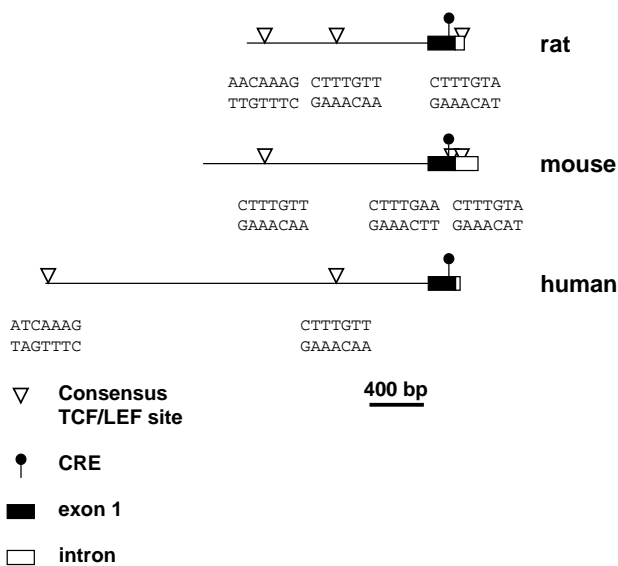 rat
AACAAAG CTTTGTT CTTTGTA
TTGTTTC GAAACAA GAAACAT
mouse
CTTTGTT CTTTGAA CTTTGTA
GAAACAA GAAACTT GAAACAT
human
ATCAAAG CTTTGTT
TAGTTTC GAAACAA
Consensus
TCF/LEF site
400 bp
CRE
exon 1
intron